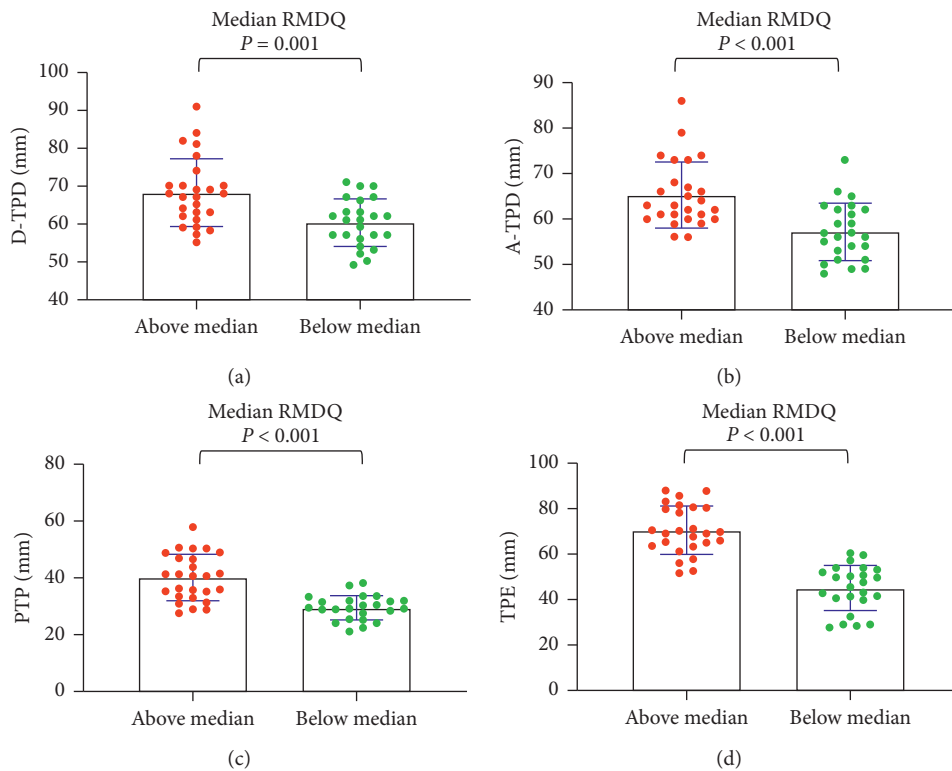 Median RMDQ
P = 0.001
D-TPD (mm)
100
90
80
70
60
50
40
Above median
Below median
(a)
Median RMDQ
P < 0.001
A-TPD (mm)
90
80
70
60
50
40
Above median
Below median
(b)
Median RMDQ
P < 0.001
PTP (mm)
80
60
40
20
0
Above median
Below median
(c)
Median RMDQ
P < 0.001
TPE (mm)
100
80
60
40
20
0
Above median
Below median
(d)